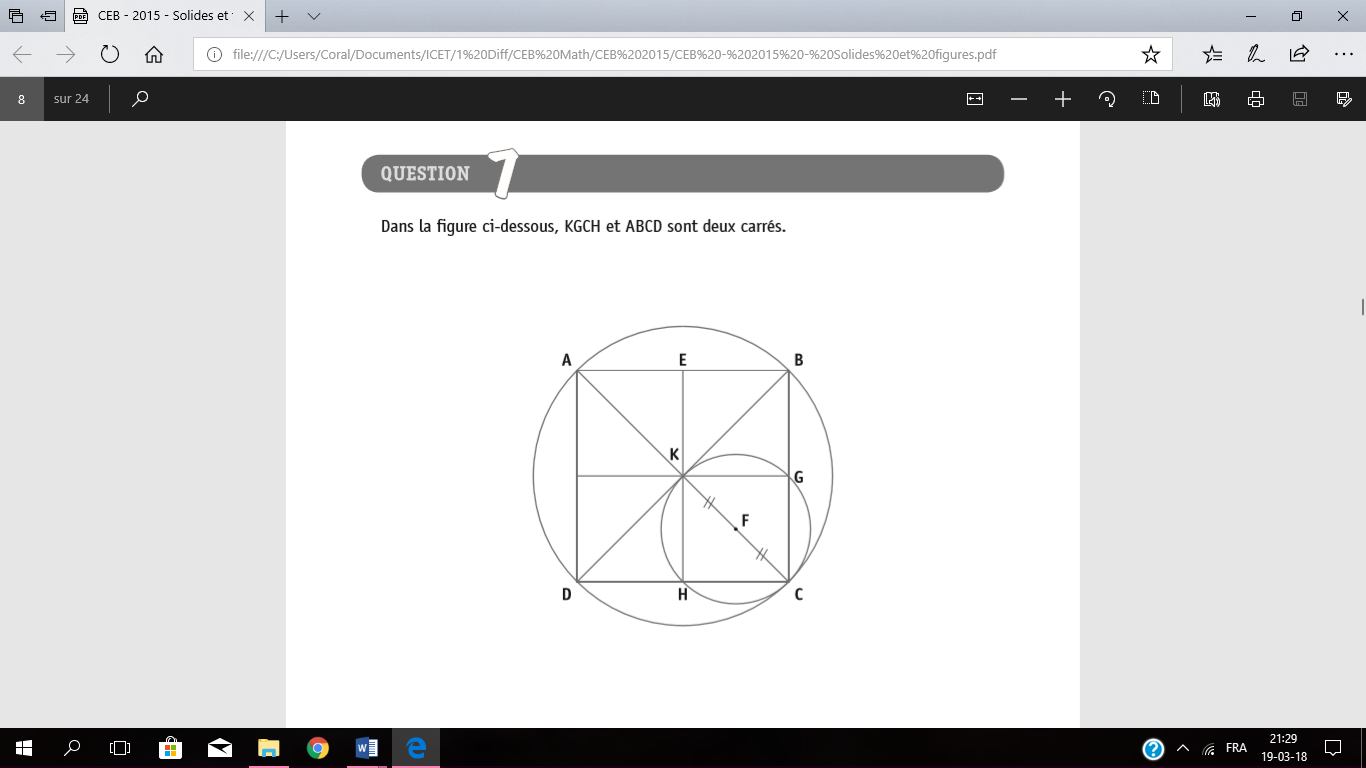 CEB - 2015 - Solides et
file:///C:/Users/Coral/Documents/ICET/1%20Diff/CEB%20Math/CEB%202015/CEB%20-%202015%20-%20Solides%20et%20figures.pdf
8 sur 24
QUESTION 1
Dans la figure ci-dessous, KGCH et ABCD sont deux carrés.
A E B
K
G
F
D H C
FRA
21:29
19-03-18